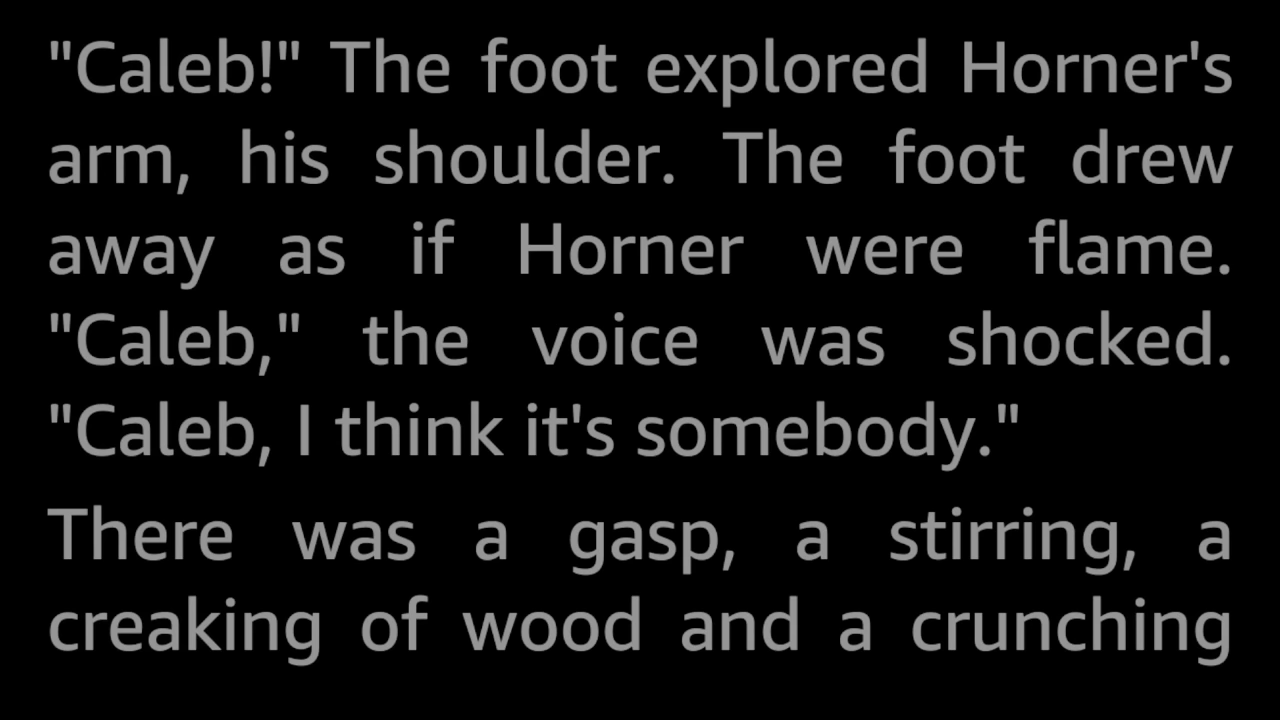 "Caleb!" The foot explored Horner's
arm, his shoulder. The foot drew
away as if Horner were flame.
"Caleb," the voice was shocked.
"Caleb, I think it's somebody."
There was a gasp, a stirring, a
creaking of wood and a crunching